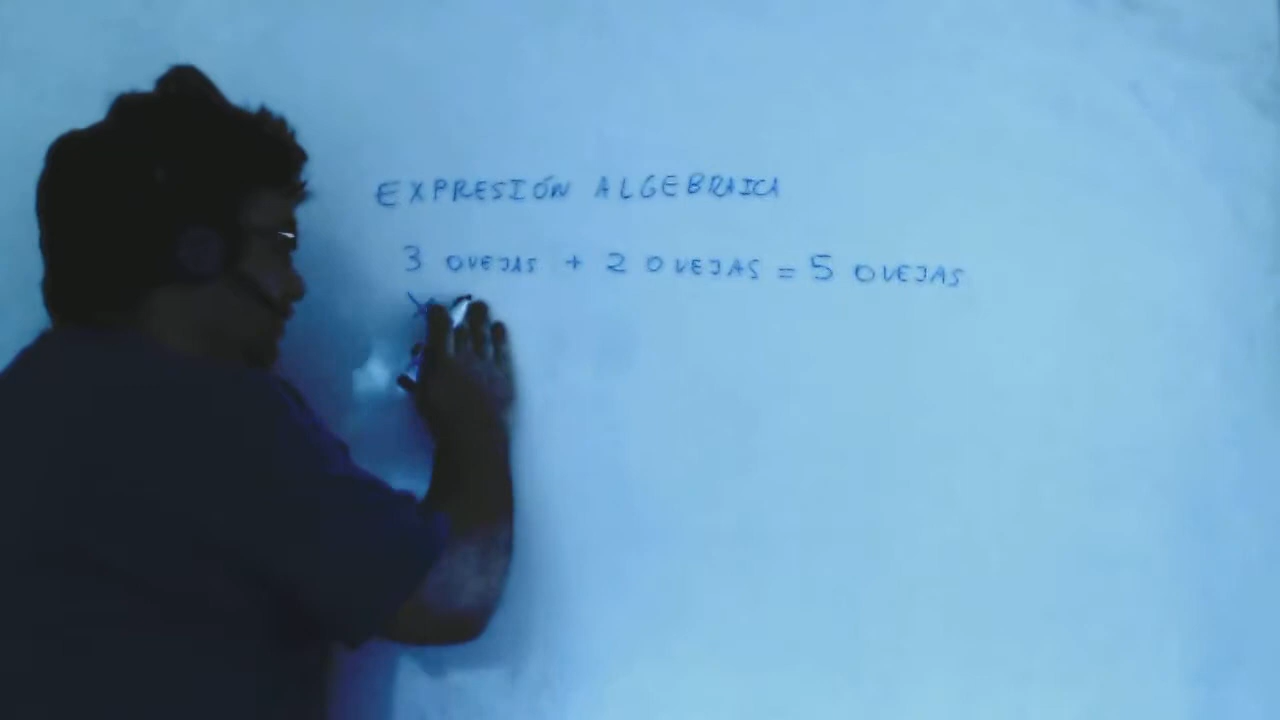 EXPRESIÓN ALGEBRAICA
3 OVEJAS + 2 OVEJAS = 5 OVEJAS
X